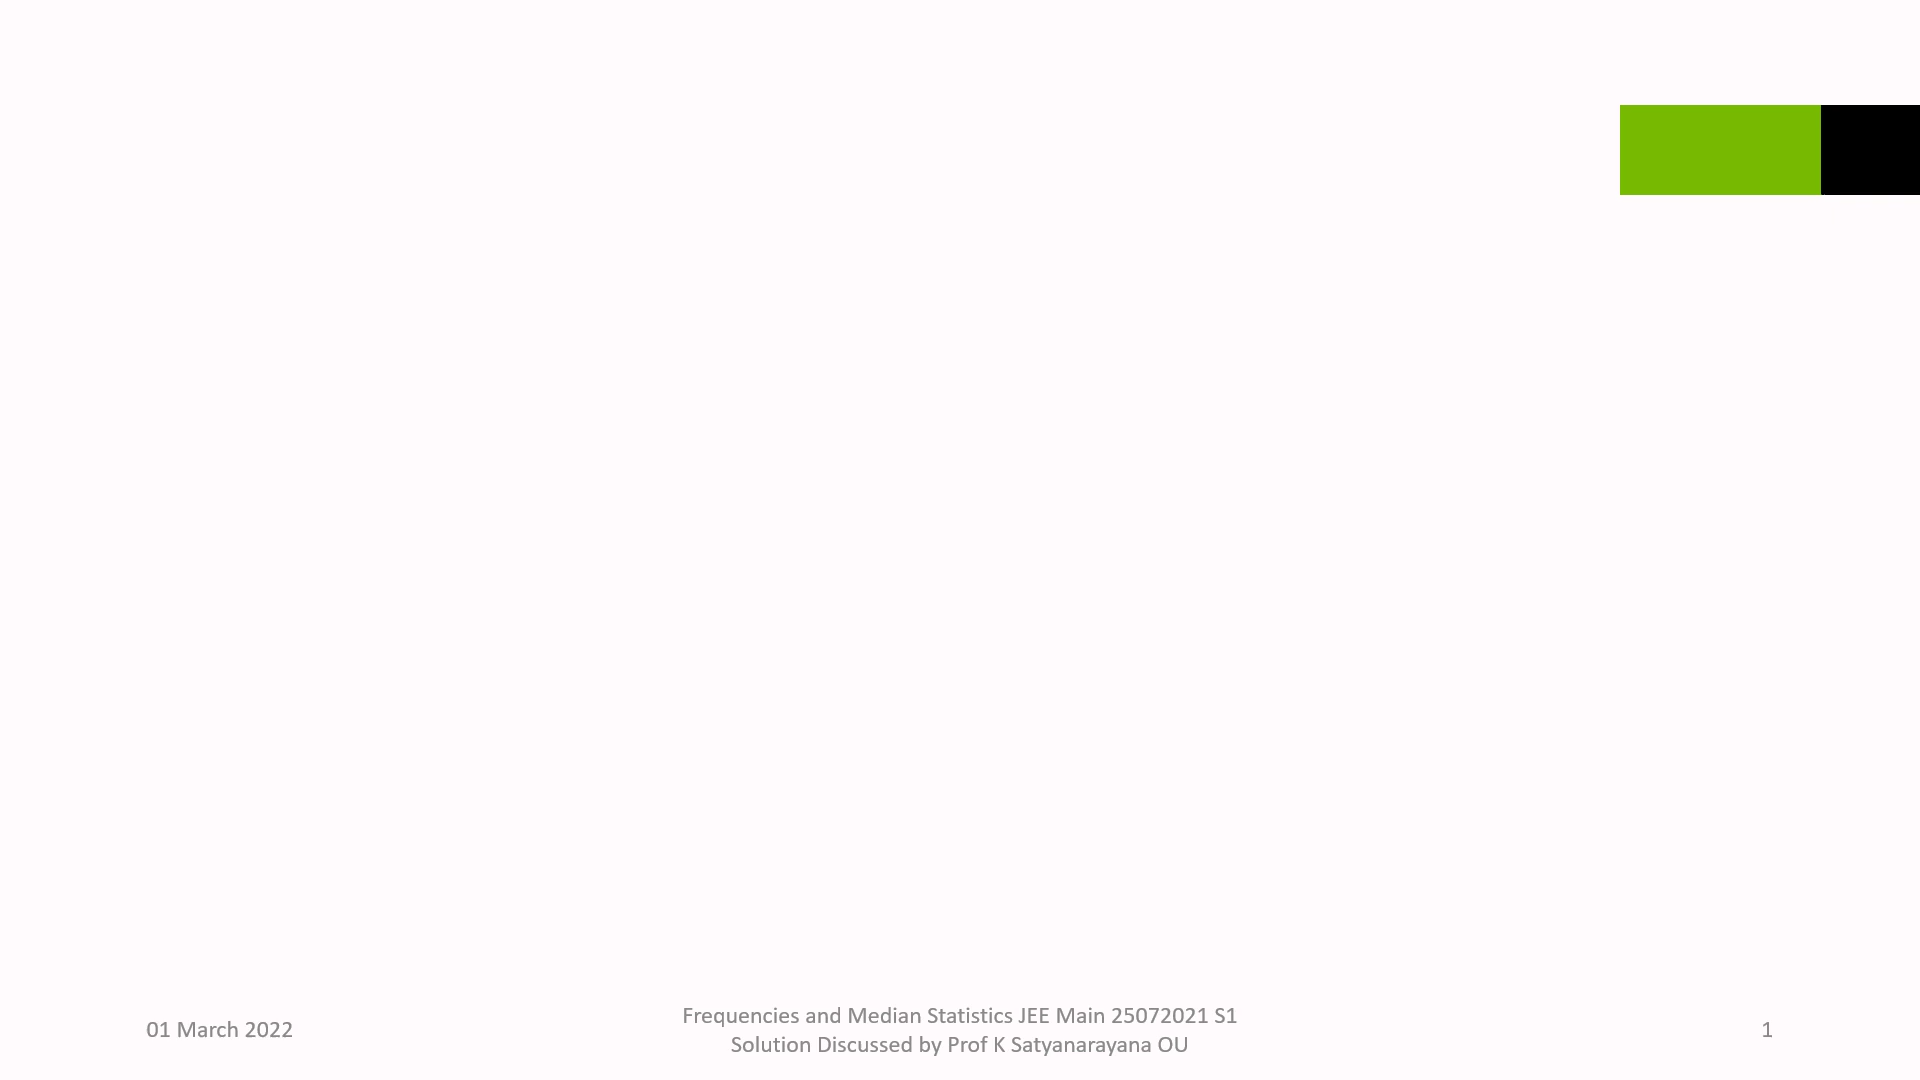 01 March 2022
Frequencies and Median Statistics JEE Main 25072021 S1
Solution Discussed by Prof K Satyanarayana OU
1